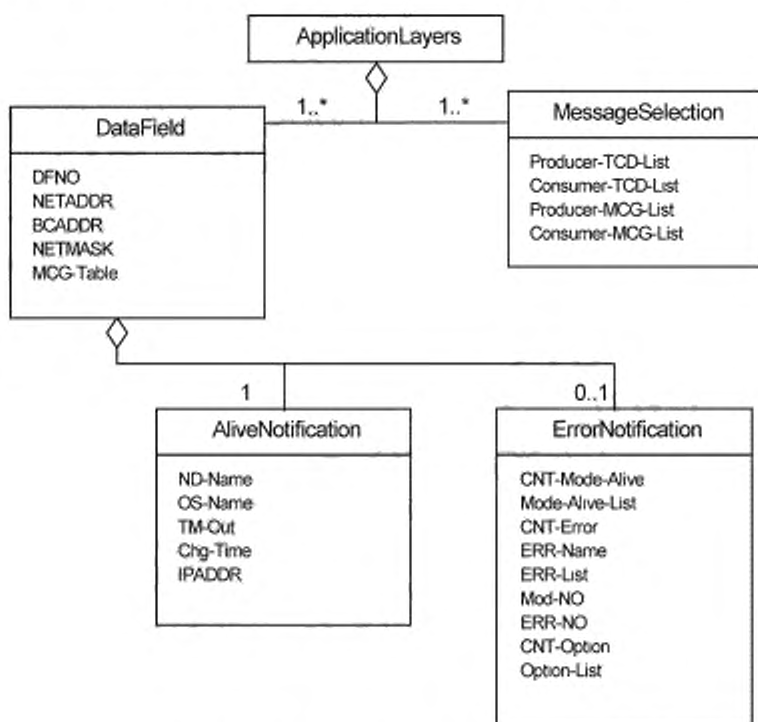 ApplicationLayers
1..*
1..*
DataField
DFNO
NETADDR
BCADDR
NETMASK
MCG-Table
MessageSelection
Producer-TCD-List
Consumer-TCD-List
Producer-MCG-List
Consumer-MCG-List
1
0..1
AliveNotification
ND-Name
OS-Name
TM-Out
Chg-Time
IPADDR
ErrorNotification
CNT-Mode-Alive
Mode-Alive-List
CNT-Error
ERR-Name
ERR-List
Mod-NO
ERR-NO
CNT-Option
Option-List